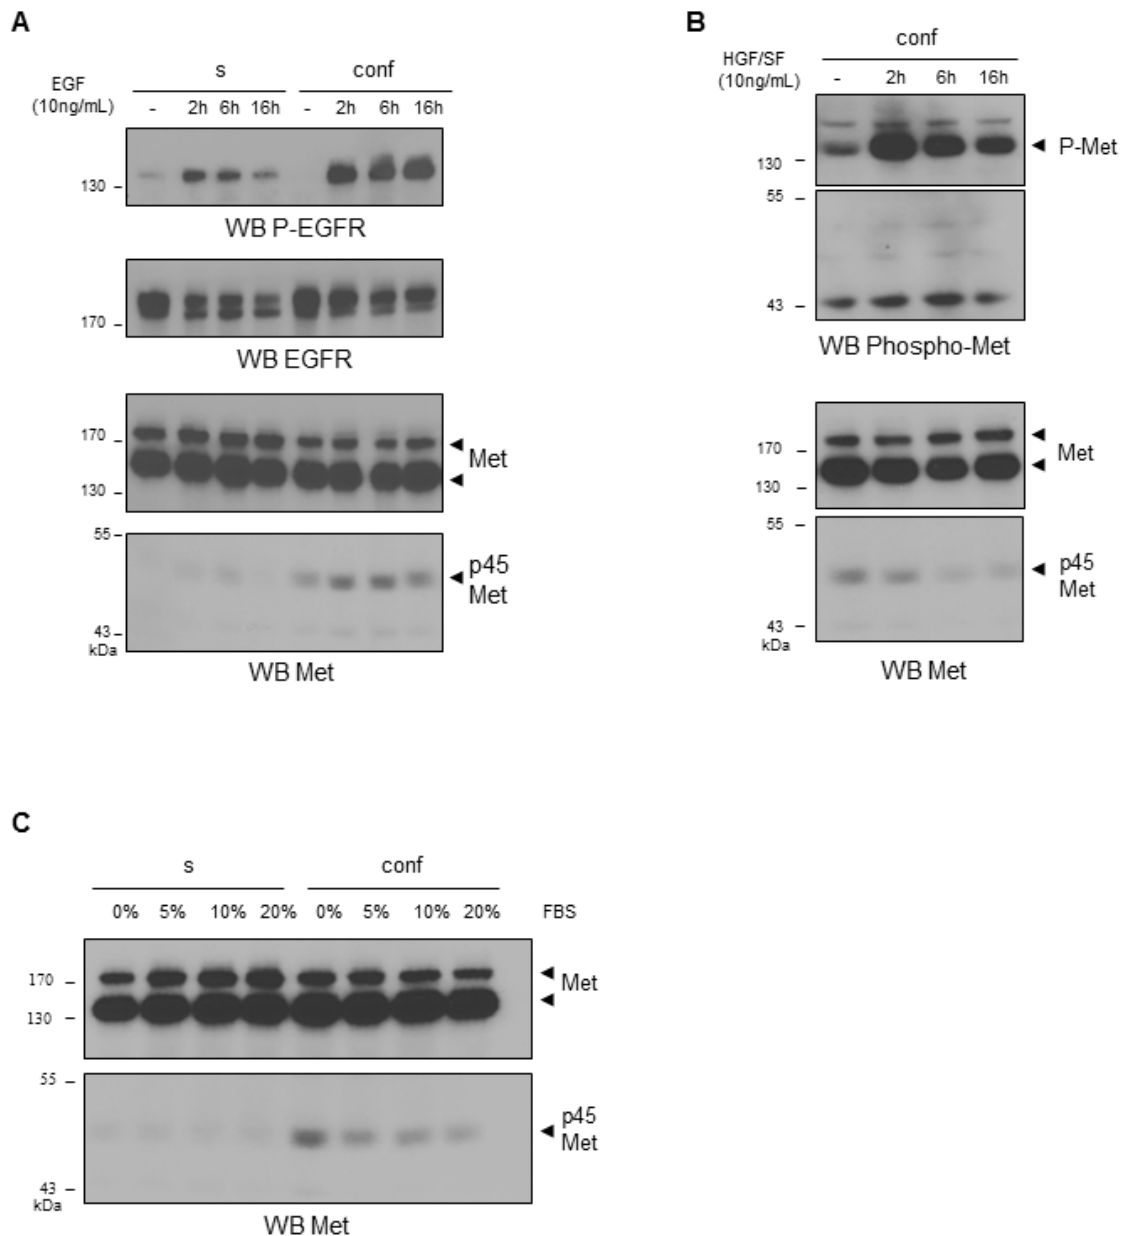 A
s conf
EGF
(10ng/mL)
- 2h 6h 16h - 2h 6h 16h
130 –
WB P-EGFR
170 –
WB EGFR
170 –
Met
130 –
55 –
p45
Met
43 –
kDa
WB Met
B
conf
HGF/SF
(10ng/mL)
- 2h 6h 16h
P-Met
130 –
55 –
43 –
WB Phospho-Met
170 –
Met
130 –
55 –
p45
Met
43 –
kDa
WB Met
C
s conf
0% 5% 10% 20% 0% 5% 10% 20% FBS
170 –
Met
130 –
55 –
p45
Met
43 –
kDa
WB Met